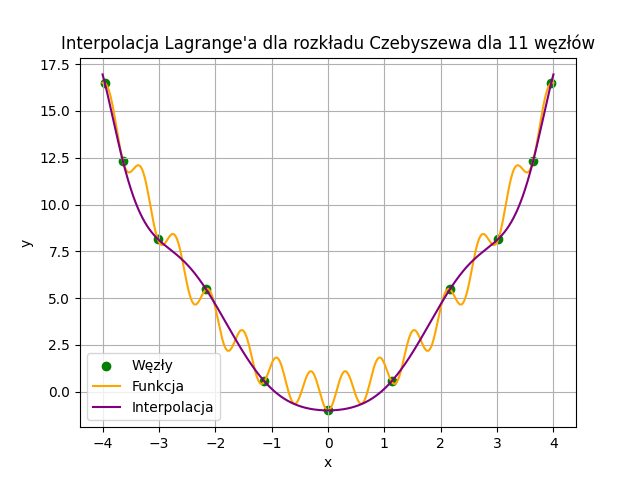 Interpolacja Lagrange'a dla rozkładu Czebyszewa dla 11 węzłów
17.5
15.0
12.5
10.0
7.5
5.0
2.5
0.0
y
Węzły
Funkcja
Interpolacja
−4 −3 −2 −1 0 1 2 3 4
x